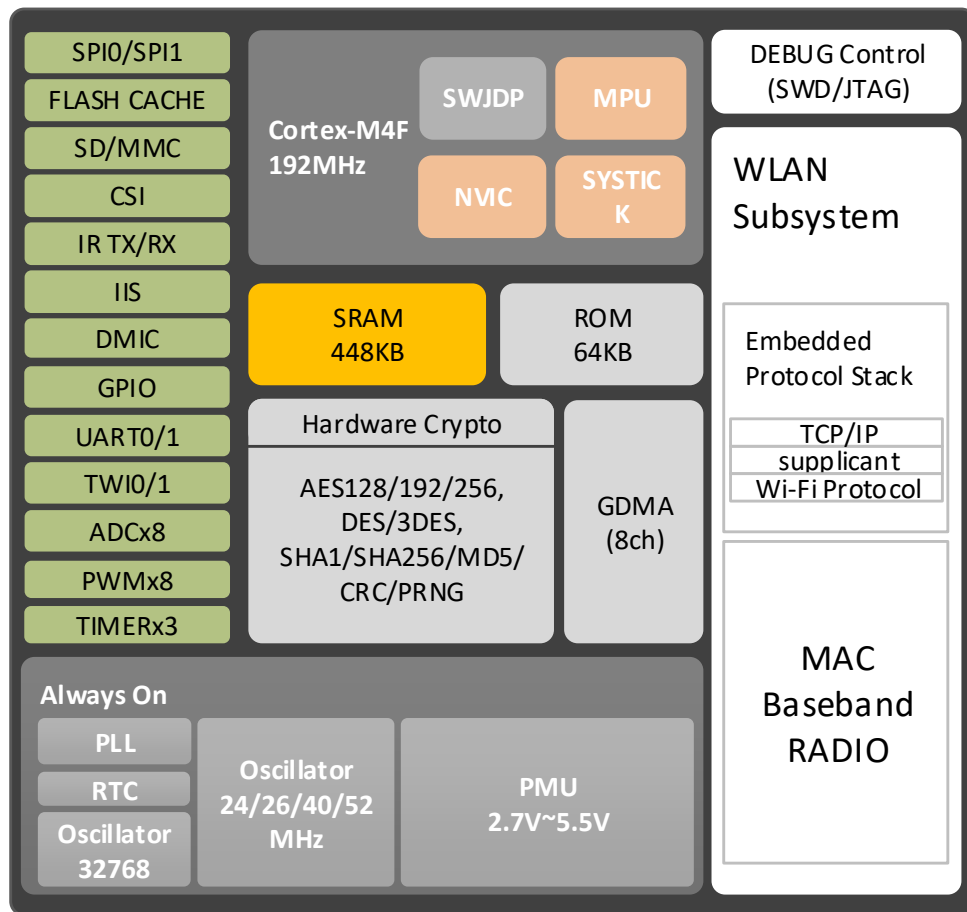 SPI0/SPI1
FLASH CACHE
SD/MMC
CSI
IR TX/RX
IIS
DMIC
GPIO
UART0/1
TWI0/1
ADCx8
PWMx8
TIMERx3
Cortex-M4F
192MHz
SWJDP
MPU
NVIC
SYSTIC
K
SRAM
448KB
ROM
64KB
Hardware Crypto
AES128/192/256,
DES/3DES,
SHA1/SHA256/MD5/
CRC/PRNG
GDMA
(8ch)
DEBUG Control
(SWD/JTAG)
WLAN
Subsystem
Embedded
Protocol Stack
TCP/IP
supplicant
Wi-Fi Protocol
MAC
Baseband
RADIO
Always On
PLL
RTC
Oscillator
32768
Oscillator
24/26/40/52
MHz
PMU
2.7V~5.5V